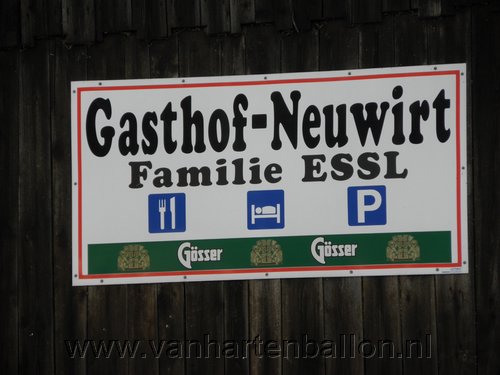 Gasthof-Neuwirt
Familie ESSL
P
Gösser Gösser
www.vanhartenballon.nl